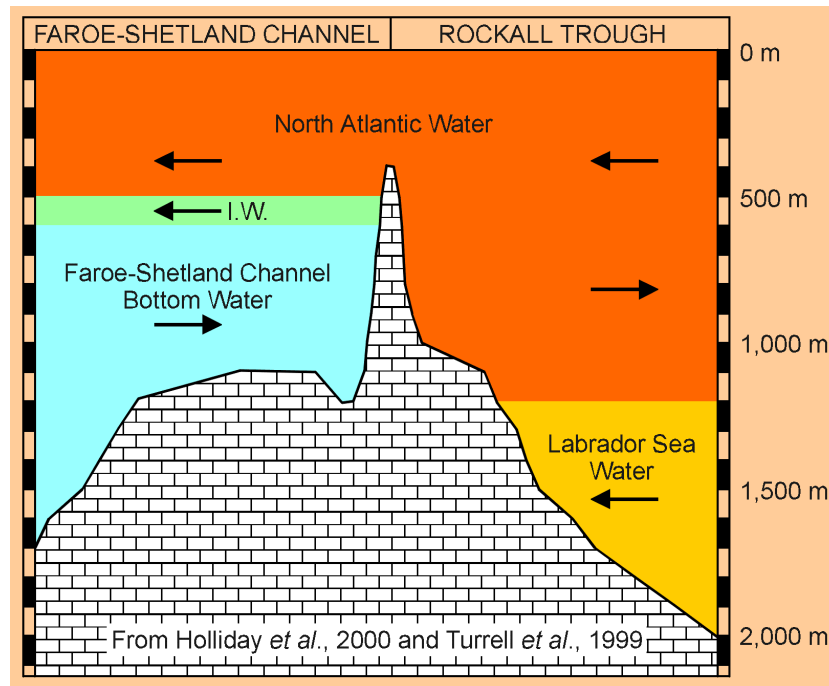 FAROE-SHETLAND CHANNEL
ROCKALL TROUGH
0 m
North Atlantic Water
500 m
I.W.
Faroe-Shetland Channel
Bottom Water
1,000 m
Labrador Sea
Water
1,500 m
From Holliday et al., 2000 and Turrell et al., 1999
2,000 m